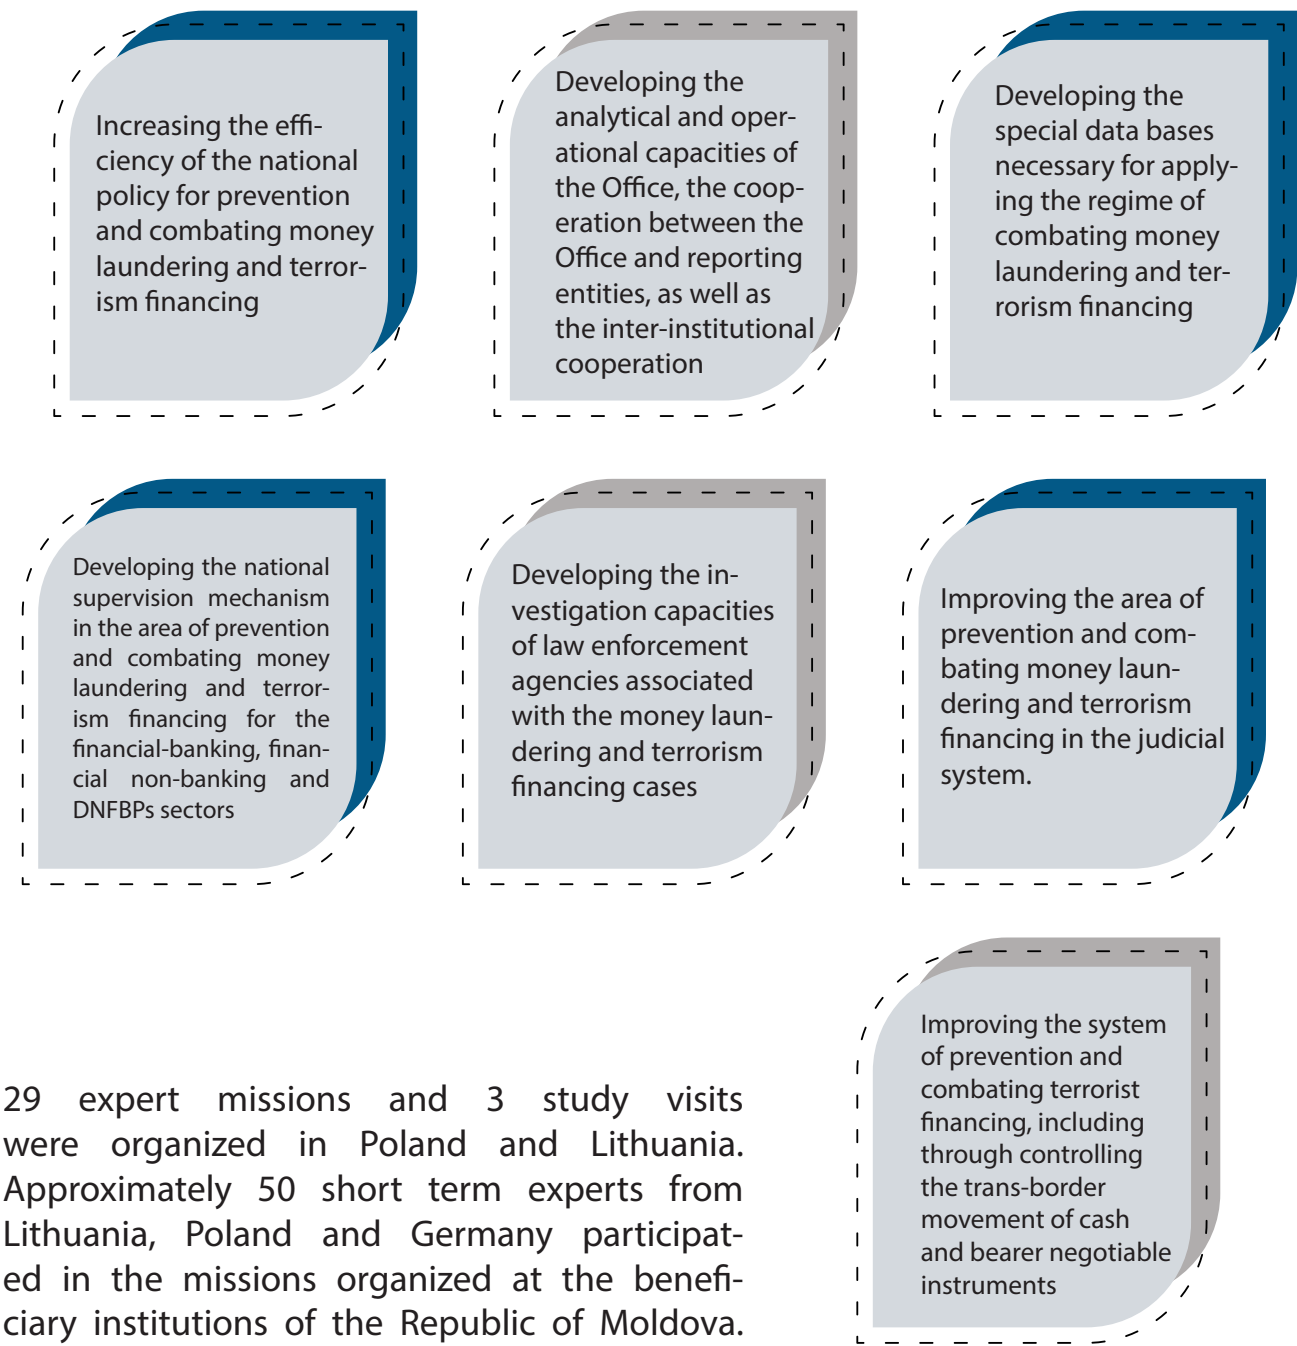 Increasing the effi-
ciency of the national
policy for prevention
and combating money
laundering and terror-
ism financing
Developing the
analytical and oper-
ational capacities of
the Office, the coop-
eration between the
Office and reporting
entities, as well as
the inter-institutional
cooperation
Developing the
special data bases
necessary for apply-
ing the regime of
combating money
laundering and ter-
rorism financing
Developing the national
supervision mechanism
in the area of prevention
and combating money
laundering and terror-
ism financing for the
financial-banking, finan-
cial non-banking and
DNFBPs sectors
Developing the in-
vestigation capacities
of law enforcement
agencies associated
with the money laun-
dering and terrorism
financing cases
Improving the area of
prevention and com-
bating money laun-
dering and terrorism
financing in the judicial
system.
29 expert missions and 3 study visits
were organized in Poland and Lithuania.
Approximately 50 short term experts from
Lithuania, Poland and Germany participat-
ed in the missions organized at the benefi-
ciary institutions of the Republic of Moldova.
Improving the system
of prevention and
combating terrorist
financing, including
through controlling
the trans-border
movement of cash
and bearer negotiable
instruments